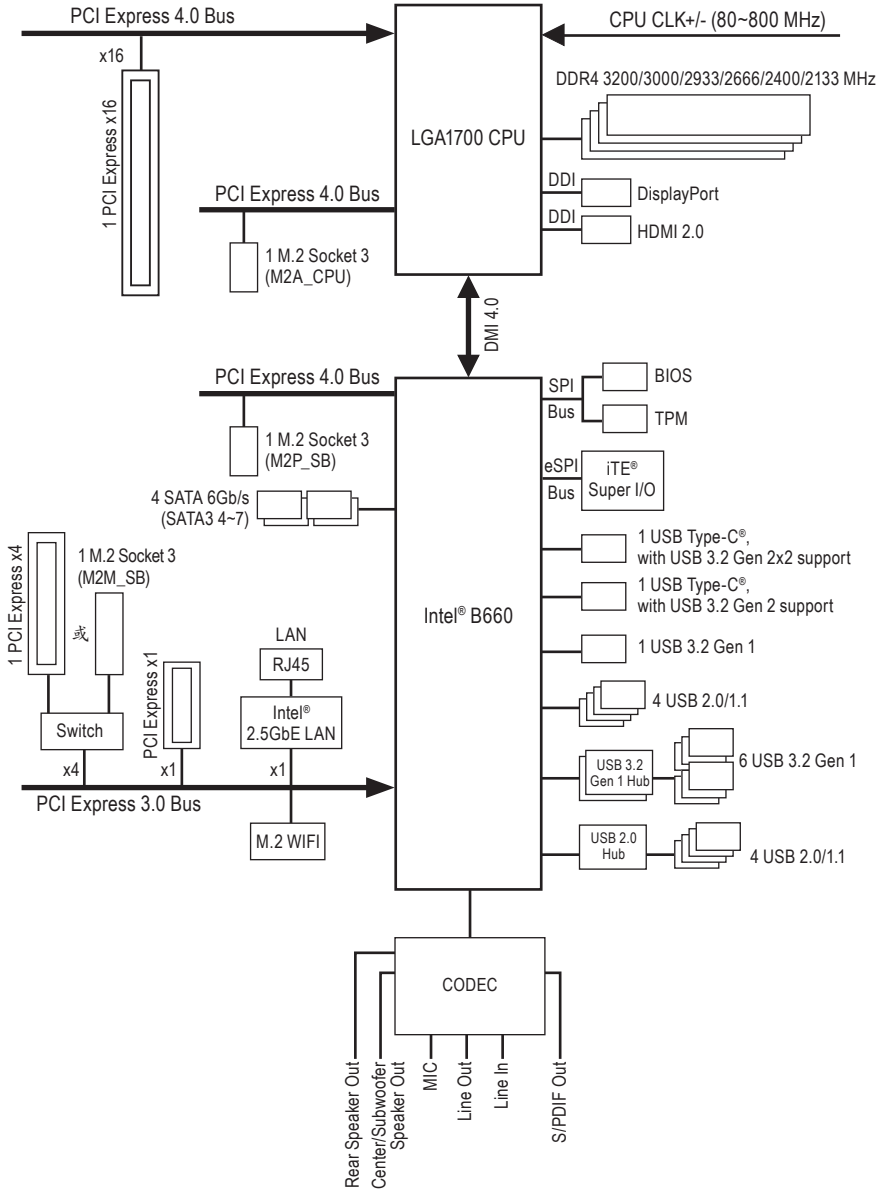 PCI Express 4.0 Bus
CPU CLK+/- (80~800 MHz)
x16
1 PCI Express x16
LGA1700 CPU
DDR4 3200/3000/2933/2666/2400/2133 MHz
DDI
DisplayPort
DDI
HDMI 2.0
PCI Express 4.0 Bus
1 M.2 Socket 3
(M2A_CPU)
DMI 4.0
PCI Express 4.0 Bus
1 M.2 Socket 3
(M2P_SB)
SPI
Bus
BIOS
TPM
eSPI
Bus
iTE®
Super I/O
4 SATA 6Gb/s
(SATA3 4~7)
1 USB Type-C®,
with USB 3.2 Gen 2x2 support
1 USB Type-C®,
with USB 3.2 Gen 2 support
Intel® B660
1 USB 3.2 Gen 1
1 PCI Express x4
或
1 M.2 Socket 3
(M2M_SB)
Switch
x4
PCI Express x1
x1
LAN
RJ45
Intel®
2.5GbE LAN
x1
PCI Express 3.0 Bus
M.2 WIFI
4 USB 2.0/1.1
USB 3.2
Gen 1 Hub
6 USB 3.2 Gen 1
USB 2.0
Hub
4 USB 2.0/1.1
CODEC
Rear Speaker Out
Center/Subwoofer
Speaker Out
MIC
Line Out
Line In
S/PDIF Out